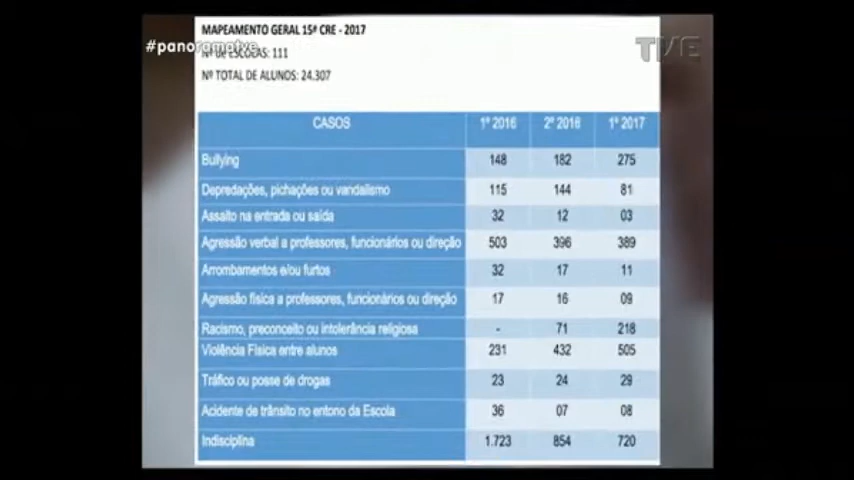 MAPEAMENTO GERAL 15ª CRE - 2017
#panoramatve
TVE
Nº DE ESCOLAS: 111
Nº TOTAL DE ALUNOS: 24.307
CASOS 1º 2016 2º 2016 1º 2017
Bullying 148 182 275
Depredações, pichações ou vandalismo 115 144 81
Assalto na entrada ou saída 32 12 03
Agressão verbal a professores, funcionários ou direção 503 396 389
Arrombamentos e/ou furtos 32 17 11
Agressão física a professores, funcionários ou direção 17 16 09
Racismo, preconceito ou intolerância religiosa - 71 218
Violência Física entre alunos 231 432 505
Tráfico ou posse de drogas 23 24 29
Acidente de trânsito no entono da Escola 36 07 08
Indisciplina 1.723 854 720